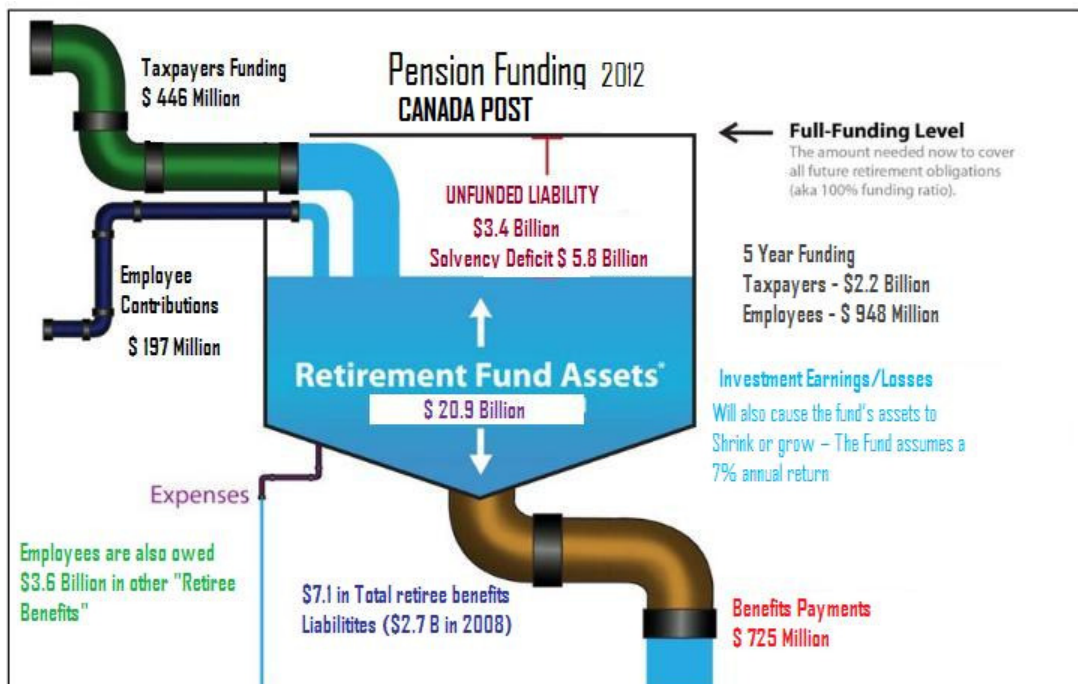 Taxpayers Funding
$ 446 Million
Pension Funding 2012
CANADA POST
Full-Funding Level
The amount needed now to cover
all future retirement obligations
(aka 100% funding ratio).
UNFUNDED LIABILITY
$3.4 Billion
Solvency Deficit $ 5.8 Billion
5 Year Funding
Taxpayers - $2.2 Billion
Employees - $ 948 Million
Employee
Contributions
$ 197 Million
Retirement Fund Assets*
$ 20.9 Billion
Investment Earnings/Losses
Will also cause the fund's assets to
Shrink or grow – The Fund assumes a
7% annual return
Expenses
Employees are also owed
$3.6 Billion in other "Retiree
Benefits"
$7.1 in Total retiree benefits
Liabilitites ($2.7 B in 2008)
Benefits Payments
$ 725 Million